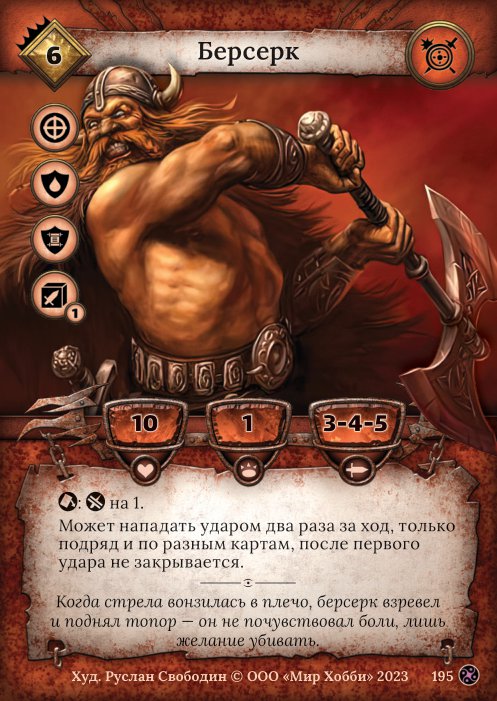 6
Берсерк
1
10
1
3-4-5
: на 1.
Может нападать ударом два раза за ход, только
подряд и по разным картам, после первого
удара не закрывается.
Когда стрела вонзилась в плечо, берсерк взревел
и поднял топор — он не почувствовал боли, лишь
желание убивать.
Худ. Руслан Свободин © ООО «Мир Хобби» 2023 195